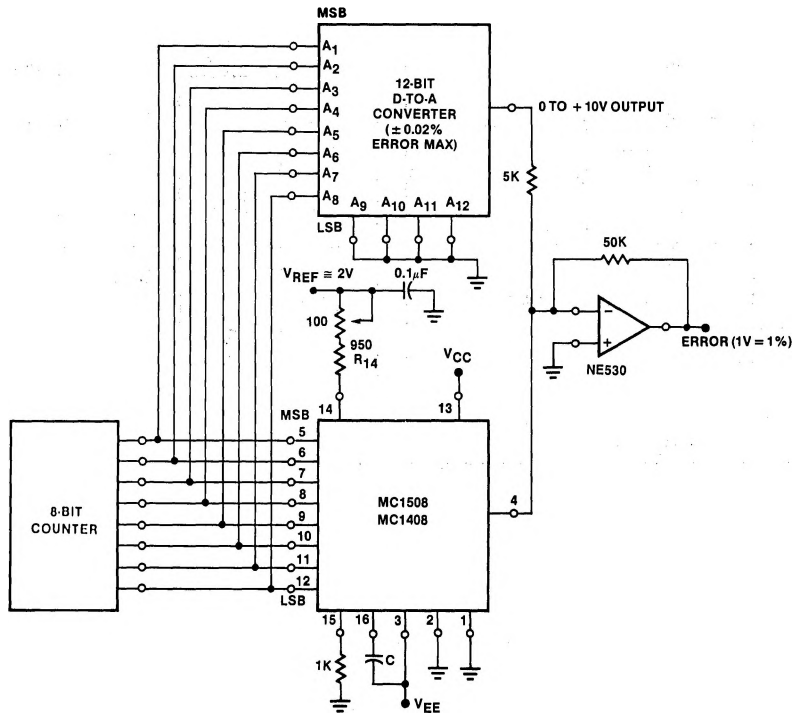 MSB
A1
A2
A3
A4
A5
A6
A7
A8
12-BIT
D-TO-A
CONVERTER
(± 0.02%
ERROR MAX)
A9 A10 A11 A12
LSB
0 TO + 10V OUTPUT
5K
50K
VREF ≅ 2V
0.1μF
100
950
R14
VCC
−
+
NE530
ERROR (1V = 1%)
14
13
MSB
5
6
7
8
9
10
11
12
LSB
8-BIT
COUNTER
MC1508
MC1408
4
15 16 3 2 1
1K
C
VEE